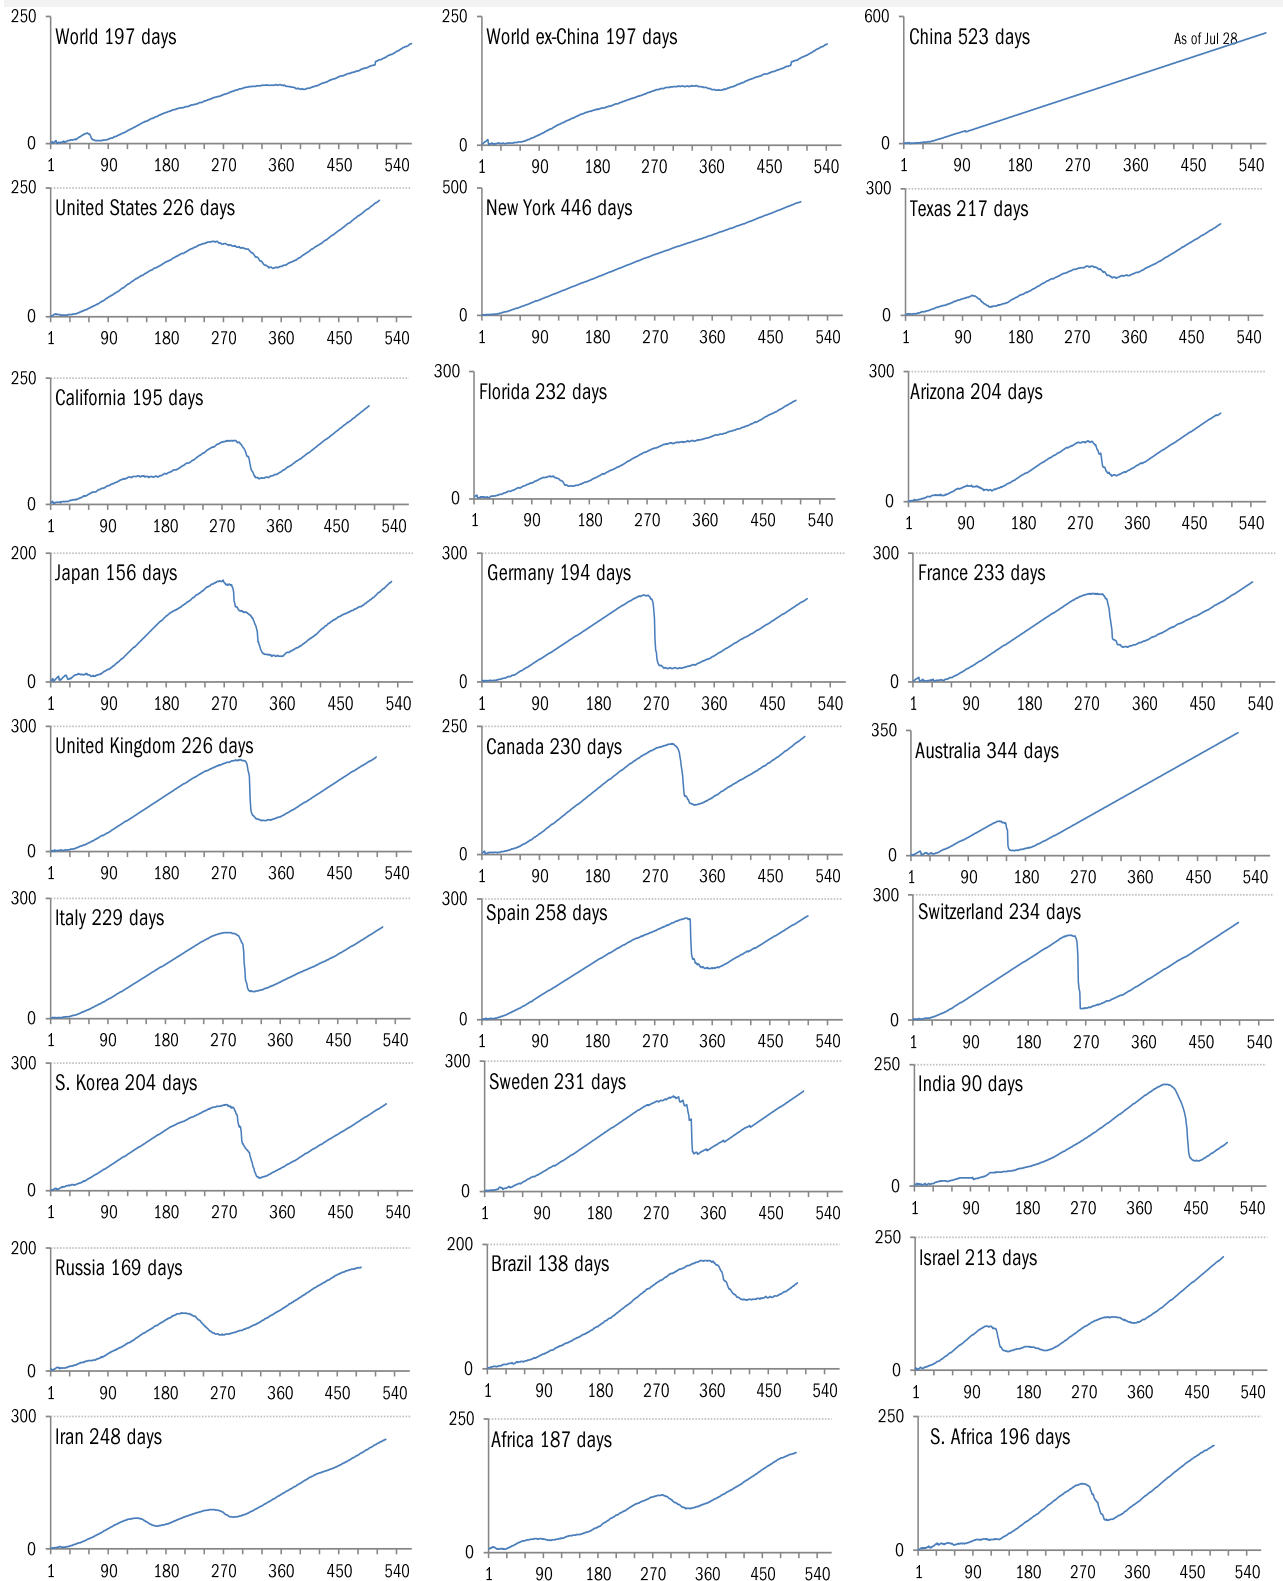 250
World 197 days
0
1 90 180 270 360 450 540
250
World ex-China 197 days
0
1 90 180 270 360 450 540
600
China 523 days
As of Jul 28
0
1 90 180 270 360 450 540
250
United States 226 days
0
1 90 180 270 360 450 540
500
New York 446 days
0
1 90 180 270 360 450 540
300
Texas 217 days
0
1 90 180 270 360 450 540
250
California 195 days
0
1 90 180 270 360 450 540
300
Florida 232 days
0
1 90 180 270 360 450 540
300
Arizona 204 days
0
1 90 180 270 360 450 540
200
Japan 156 days
0
1 90 180 270 360 450 540
300
Germany 194 days
0
1 90 180 270 360 450 540
300
France 233 days
0
1 90 180 270 360 450 540
300
United Kingdom 226 days
0
1 90 180 270 360 450 540
250
Canada 230 days
0
1 90 180 270 360 450 540
350
Australia 344 days
0
1 90 180 270 360 450 540
300
Italy 229 days
0
1 90 180 270 360 450 540
300
Spain 258 days
0
1 90 180 270 360 450 540
300
Switzerland 234 days
0
1 90 180 270 360 450 540
300
S. Korea 204 days
0
1 90 180 270 360 450 540
300
Sweden 231 days
0
1 90 180 270 360 450 540
250
India 90 days
0
1 90 180 270 360 450 540
200
Russia 169 days
0
1 90 180 270 360 450 540
200
Brazil 138 days
0
1 90 180 270 360 450 540
250
Israel 213 days
0
1 90 180 270 360 450 540
300
Iran 248 days
0
1 90 180 270 360 450 540
250
Africa 187 days
0
1 90 180 270 360 450 540
250
S. Africa 196 days
0
1 90 180 270 360 450 540